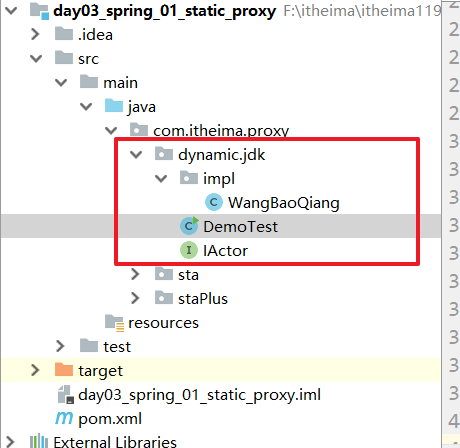 day03_spring_01_static_proxy F:\itheima\itheima119
.idea
src
main
java
com.itheima.proxy
dynamic.jdk
impl
C WangBaoQiang
C DemoTest
I IActor
sta
staPlus
resources
test
target
day03_spring_01_static_proxy.iml
m pom.xml
External Libraries